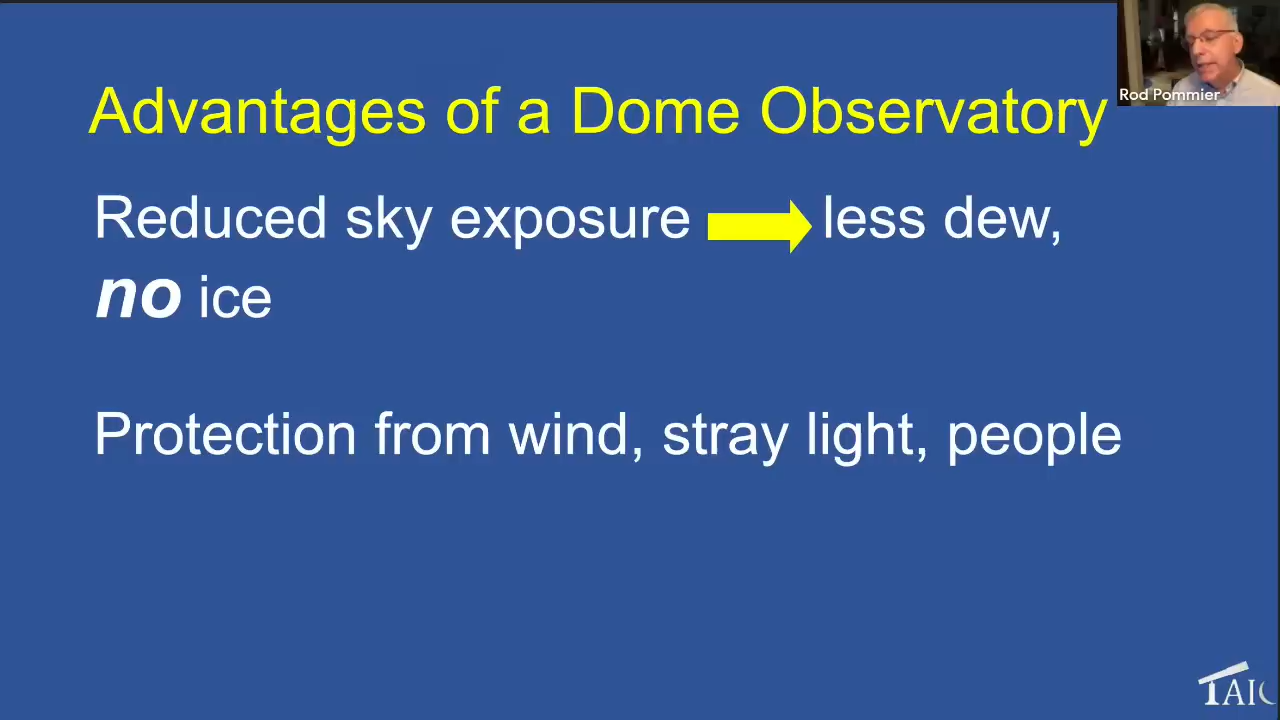 Advantages of a Dome Observatory
Rod Pommier
Reduced sky exposure less dew,
no ice
Protection from wind, stray light, people
TAIC